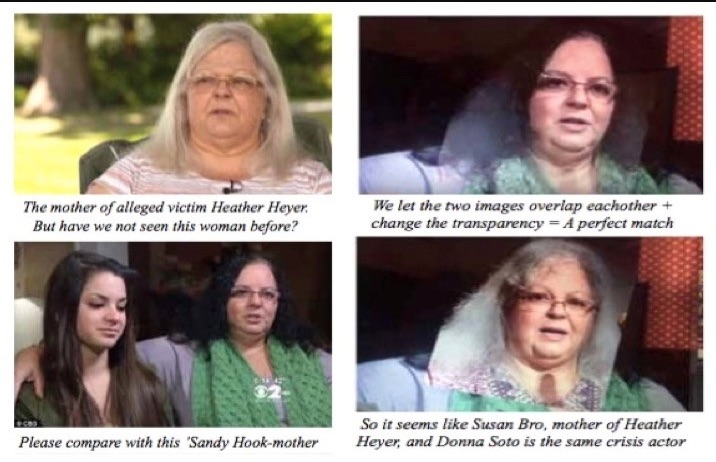 The mother of alleged victim Heather Heyer.
But have we not seen this woman before?
We let the two images overlap eachother +
change the transparency = A perfect match
©CBS
2
Please compare with this 'Sandy Hook-mother
So it seems like Susan Bro, mother of Heather
Heyer, and Donna Soto is the same crisis actor